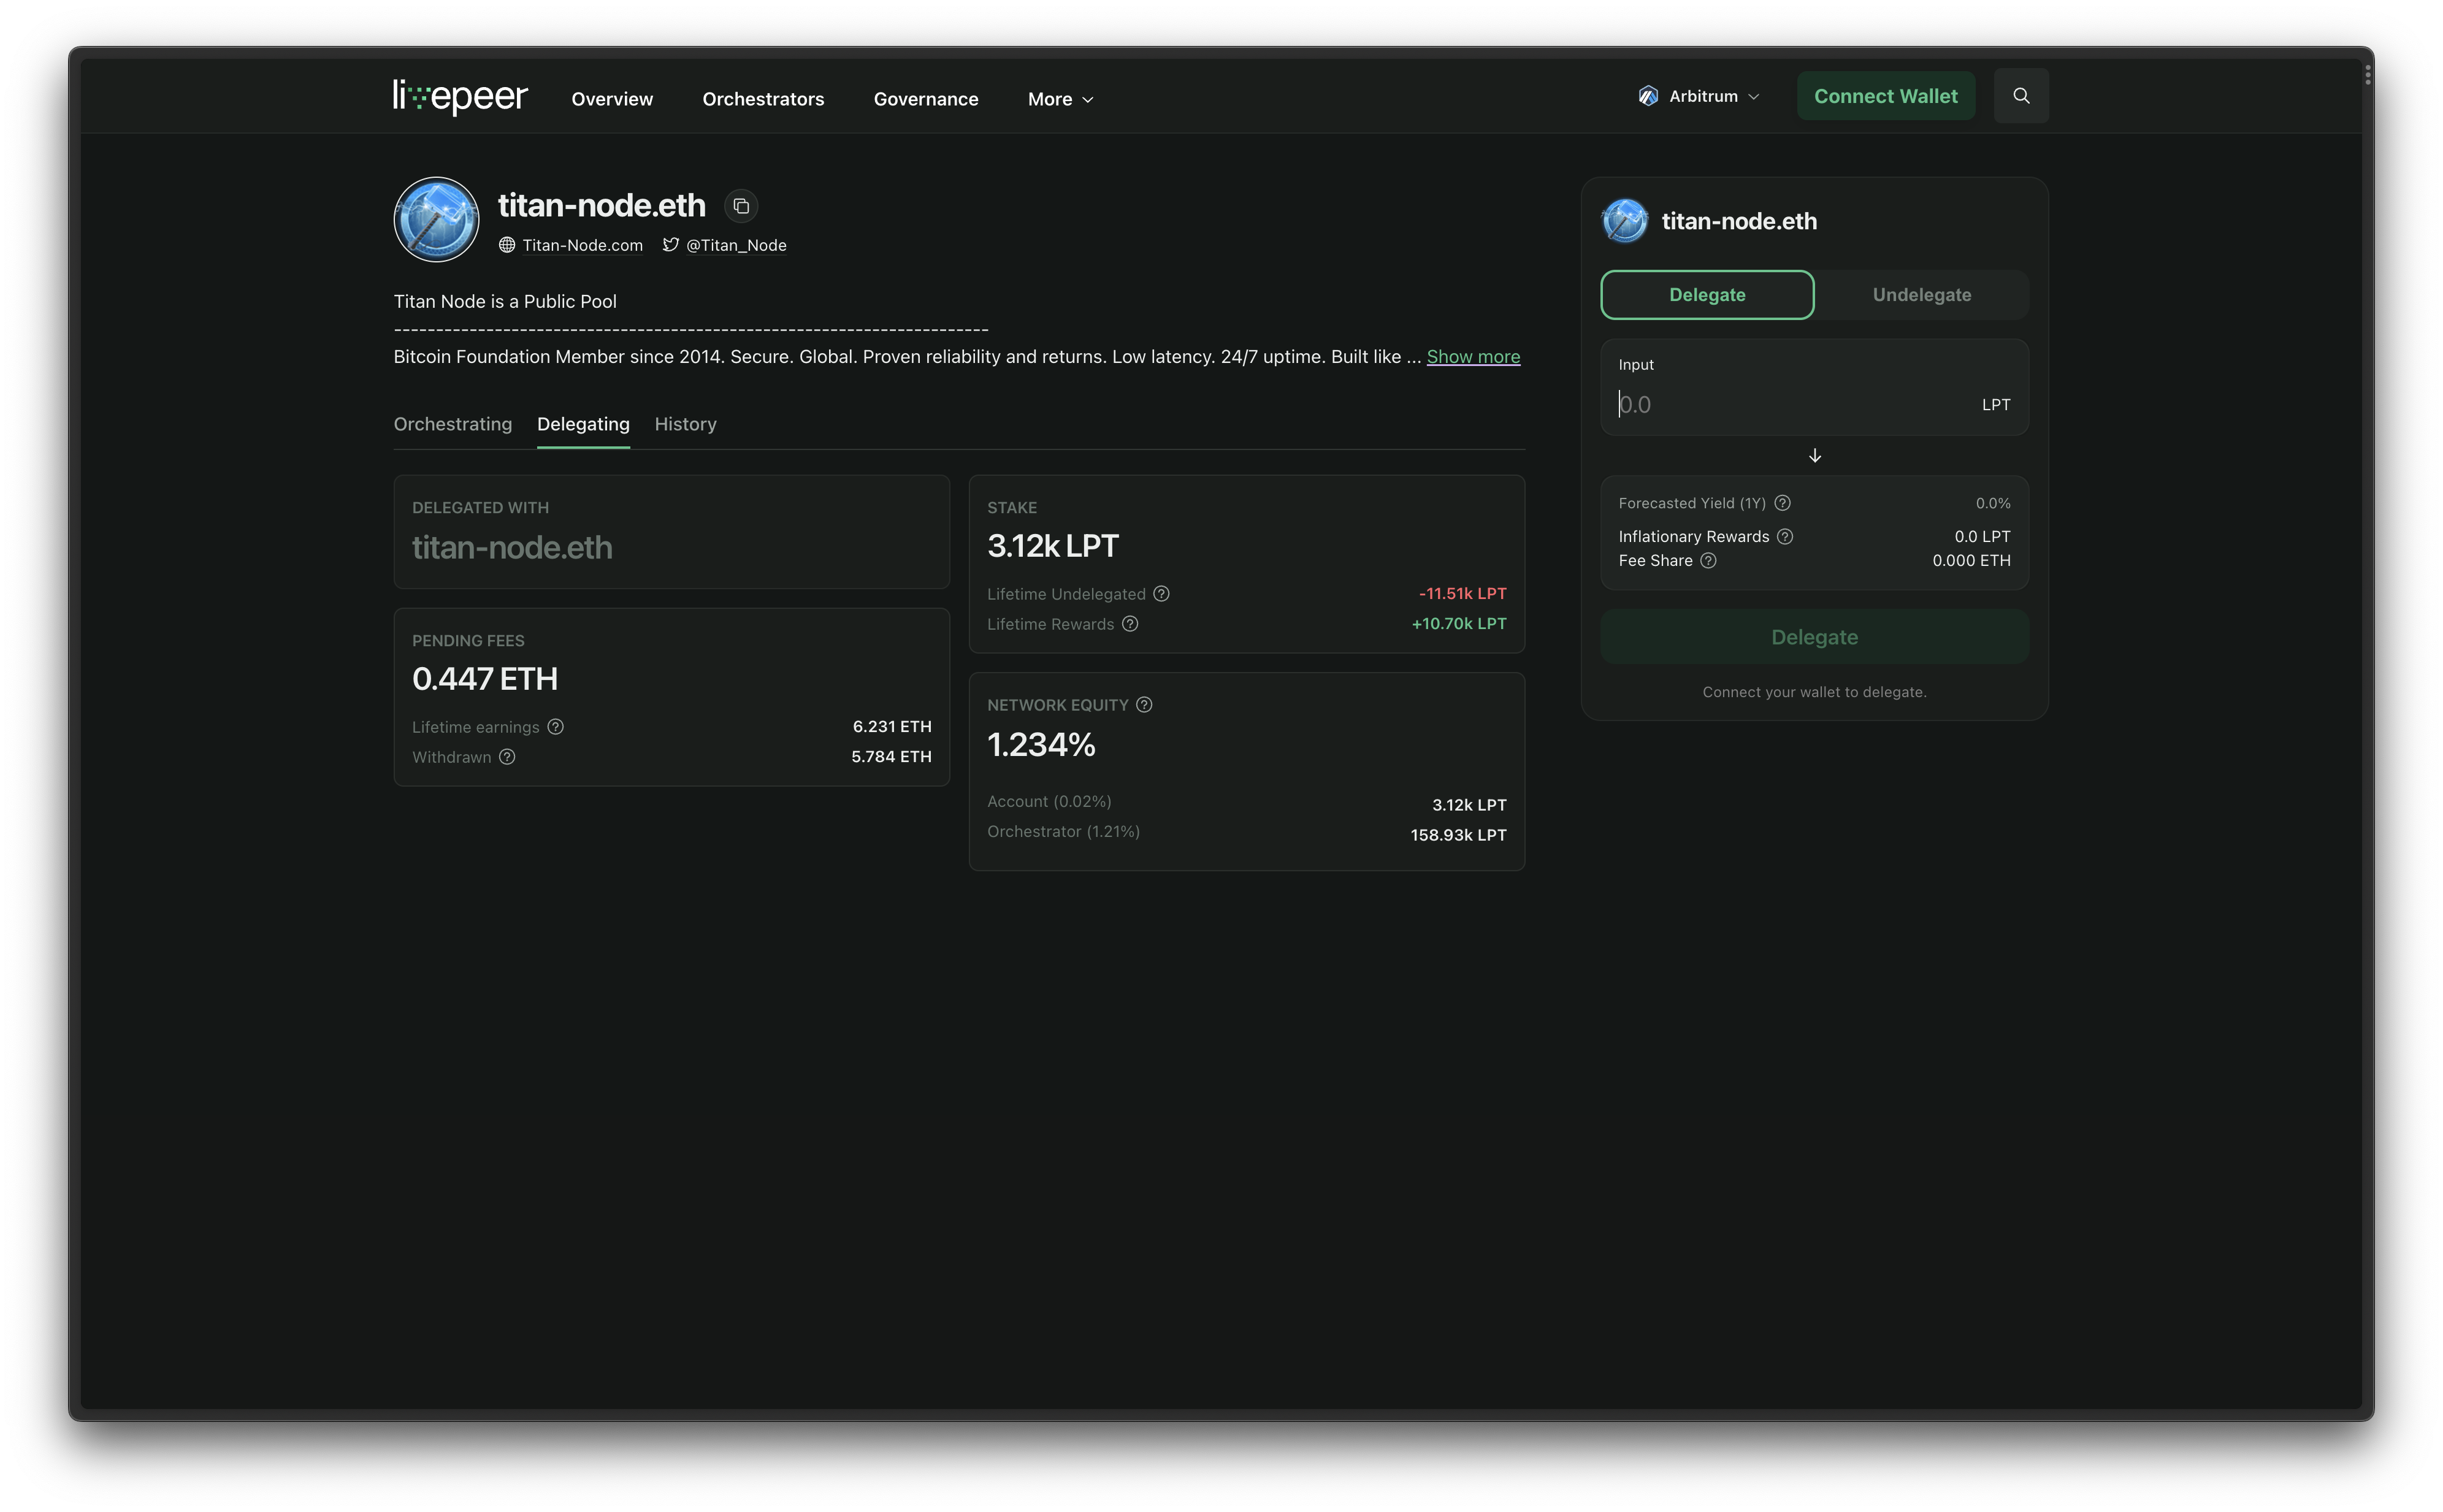 livepeer
Overview
Orchestrators
Governance
More
Arbitrum
Connect Wallet
titan-node.eth
Titan-Node.com
@Titan_Node
Titan Node is a Public Pool
----------------------------------------------------------------------
Bitcoin Foundation Member since 2014. Secure. Global. Proven reliability and returns. Low latency. 24/7 uptime. Built like ... Show more
Orchestrating
Delegating
History
DELEGATED WITH
titan-node.eth
PENDING FEES
0.447 ETH
Lifetime earnings 6.231 ETH
Withdrawn 5.784 ETH
STAKE
3.12k LPT
Lifetime Undelegated -11.51k LPT
Lifetime Rewards +10.70k LPT
NETWORK EQUITY
1.234%
Account (0.02%) 3.12k LPT
Orchestrator (1.21%) 158.93k LPT
titan-node.eth
Delegate
Undelegate
Input
0.0 LPT
Forecasted Yield (1Y) 0.0%
Inflationary Rewards 0.0 LPT
Fee Share 0.000 ETH
Delegate
Connect your wallet to delegate.